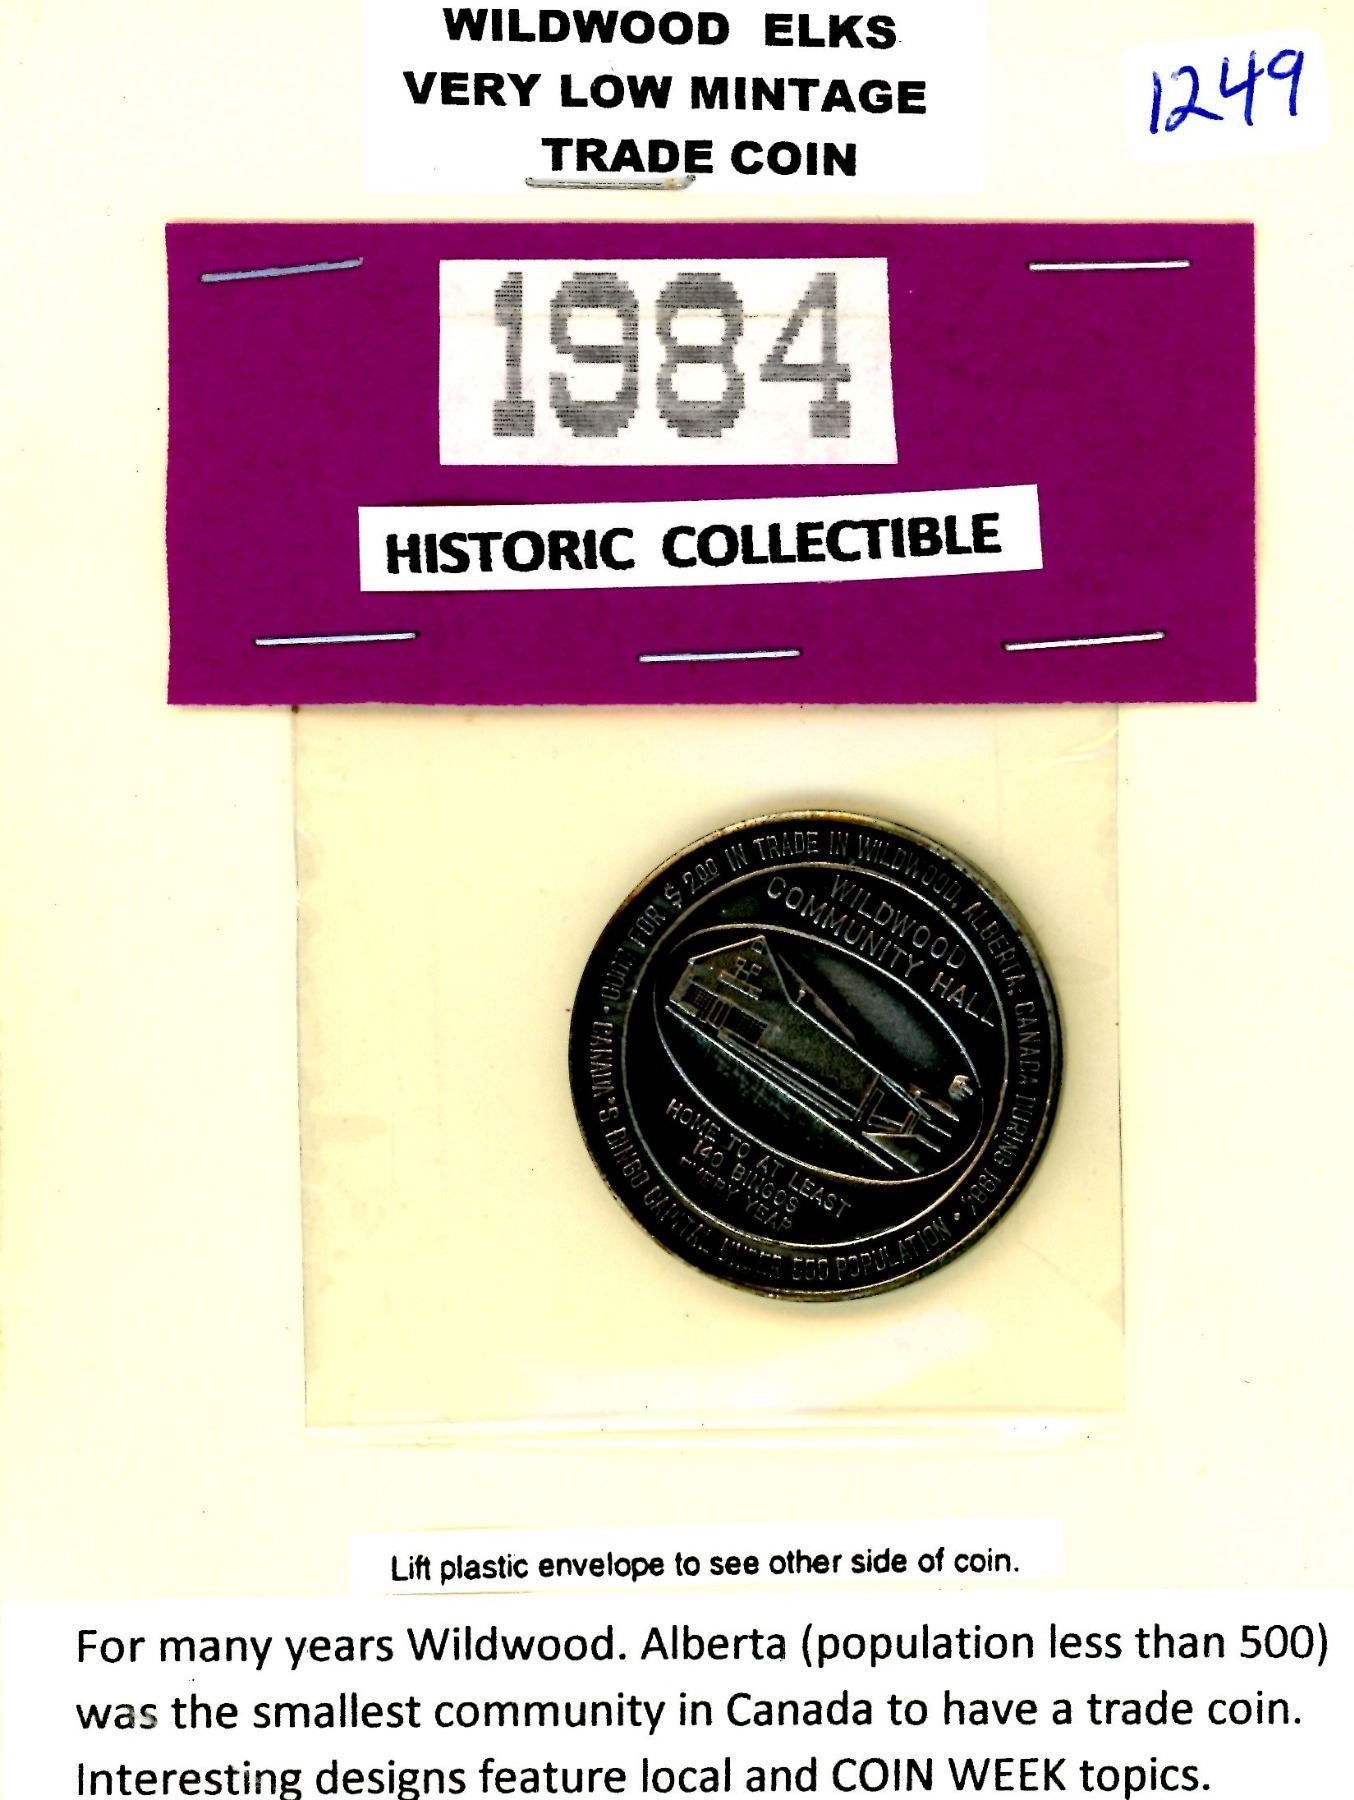 WILDWOOD ELKS
VERY LOW MINTAGE
TRADE COIN
1249
1984
HISTORIC COLLECTIBLE
GOOD FOR $2.00 IN TRADE IN WILDWOOD, ALBERTA, CANADA DURING 1984 •
CANADA'S BINGO CAPITAL UNDER 500 POPULATION •
WILDWOOD
COMMUNITY HALL
HOME TO AT LEAST
140 BINGOS
EVERY YEAR
Lift plastic envelope to see other side of coin.
For many years Wildwood. Alberta (population less than 500)
was the smallest community in Canada to have a trade coin.
Interesting designs feature local and COIN WEEK topics.